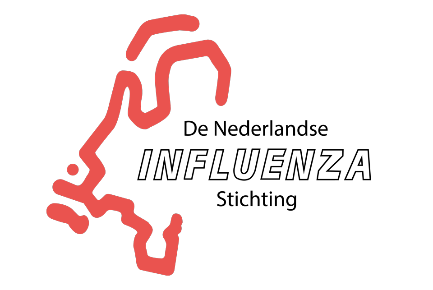 De Nederlandse
INFLUENZA
Stichting